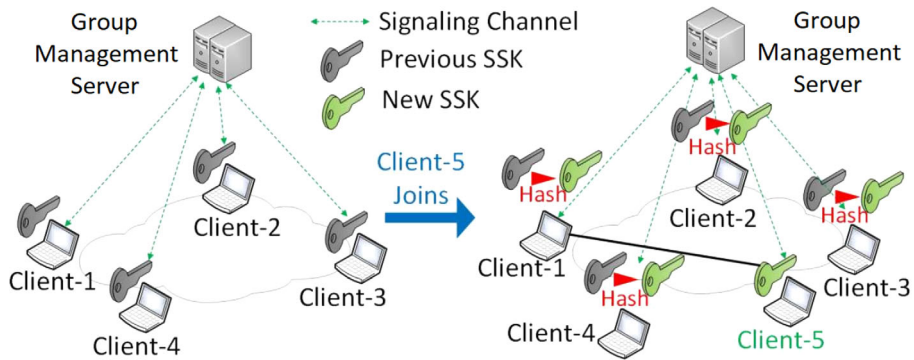 Group
Management
Server
Signaling Channel
Previous SSK
New SSK
Client-1
Client-2
Client-3
Client-4
Client-5
Joins
Group
Management
Server
Hash
Hash
Hash
Hash
Client-1
Client-2
Client-3
Client-4
Client-5